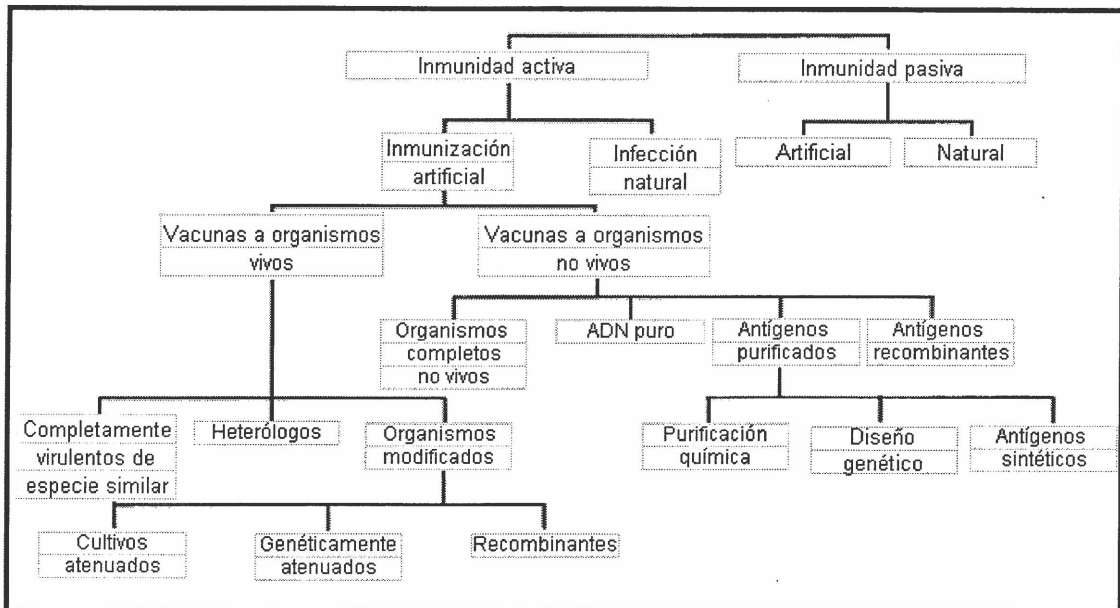 Inmunidad activa
Inmunidad pasiva
Inmunización
artificial
Infección
natural
Artificial
Natural
Vacunas a organismos
vivos
Vacunas a organismos
no vivos
Organismos
completos
no vivos
ADN puro
Antígenos
purificados
Antígenos
recombinantes
Completamente
virulentos de
especie similar
Heterólogos
Organismos
modificados
Purificación
química
Diseño
genético
Antígenos
sintéticos
Cultivos
atenuados
Genéticamente
atenuados
Recombinantes